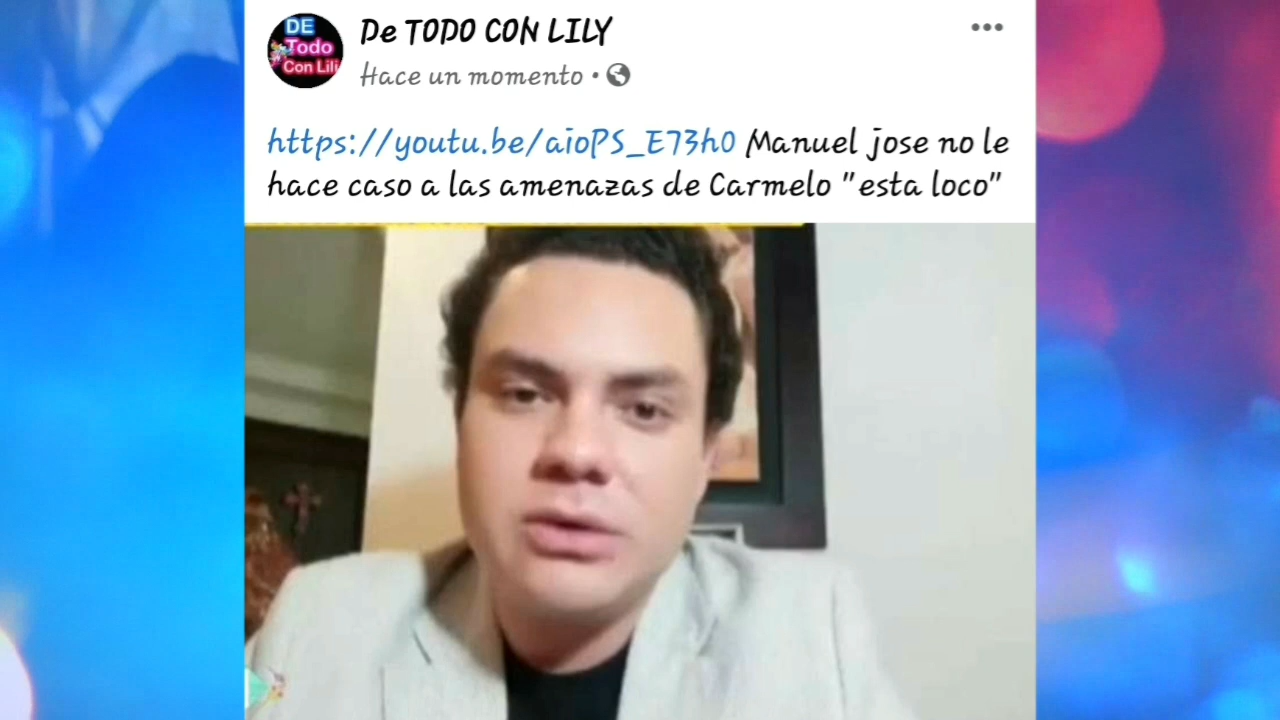 DE
Todo
Con Lili
De TODO CON LILY
Hace un momento •
https://youtu.be/aioPS_E73h0 Manuel jose no le
hace caso a las amenazas de Carmelo "esta loco"